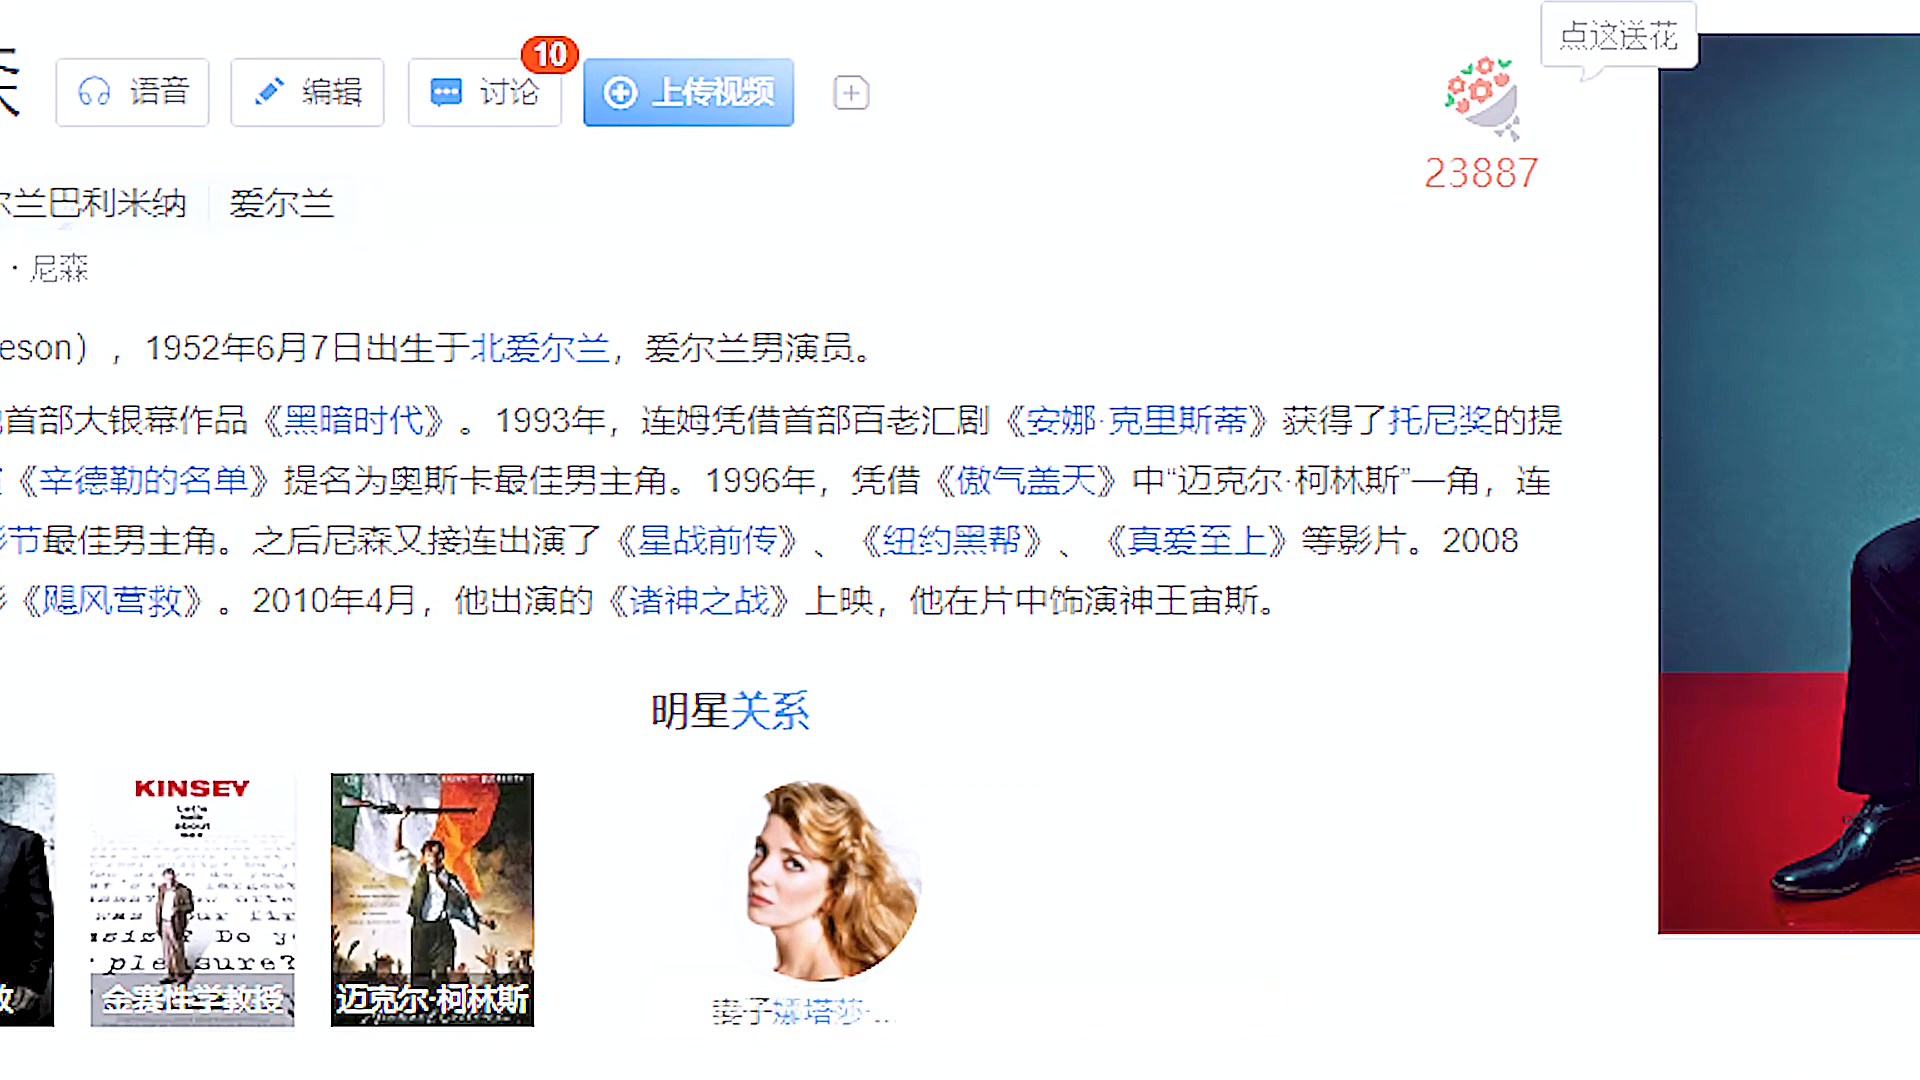 点这送花
语音 编辑 讨论 10 上传视频
23887
尔兰巴利米纳 爱尔兰
·尼森
eson），1952年6月7日出生于北爱尔兰，爱尔兰男演员。
首部大银幕作品《黑暗时代》。1993年，连姆凭借首部百老汇剧《安娜·克里斯蒂》获得了托尼奖的提
《辛德勒的名单》提名为奥斯卡最佳男主角。1996年，凭借《傲气盖天》中“迈克尔·柯林斯”一角，连
节最佳男主角。之后尼森又接连出演了《星战前传》、《纽约黑帮》、《真爱至上》等影片。2008
《飓风营救》。2010年4月，他出演的《诸神之战》上映，他在片中饰演神王宙斯。
明星关系
KINSEY
Let's
talk
about
sex
Do y
pleasure?
金赛性学教授
迈克尔·柯林斯
妻子娜塔莎·...